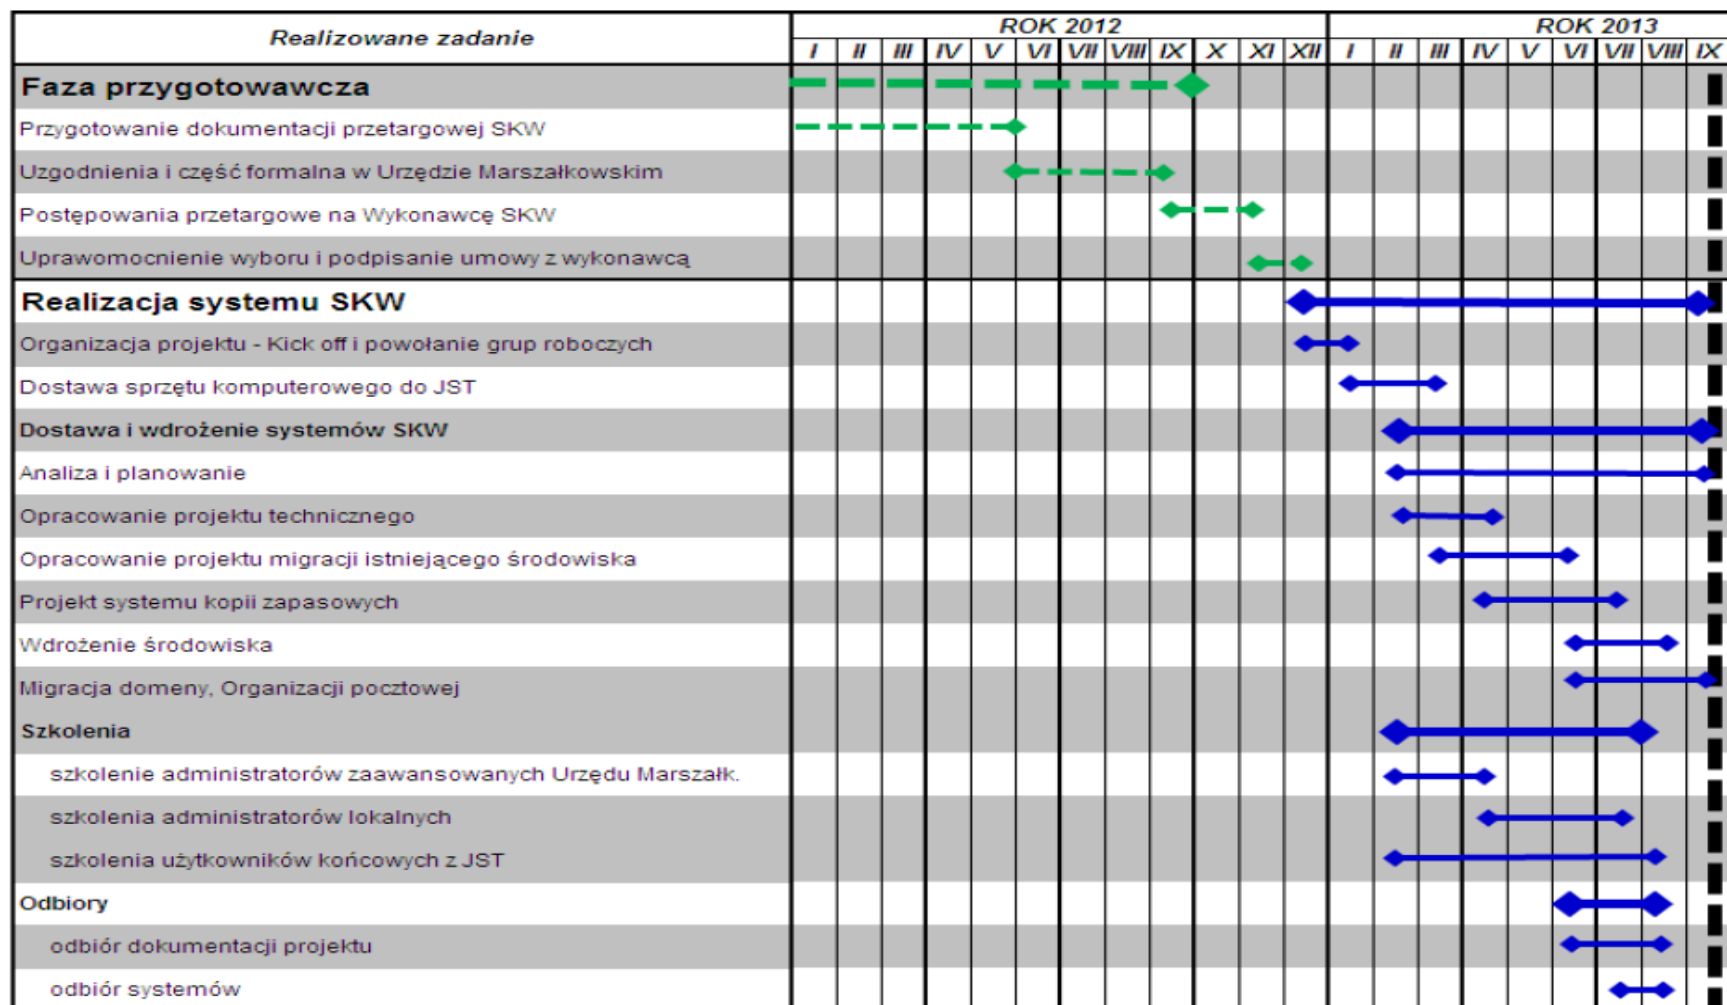 Realizowane zadanie
ROK 2012
ROK 2013
I II III IV V VI VII VIII IX X XI XII I II III IV V VI VII VIII IX
Faza przygotowawcza
Przygotowanie dokumentacji przetargowej SKW
Uzgodnienia i część formalna w Urzędzie Marszałkowskim
Postępowania przetargowe na Wykonawcę SKW
Uprawomocnienie wyboru i podpisanie umowy z wykonawcą
Realizacja systemu SKW
Organizacja projektu - Kick off i powołanie grup roboczych
Dostawa sprzętu komputerowego do JST
Dostawa i wdrożenie systemów SKW
Analiza i planowanie
Opracowanie projektu technicznego
Opracowanie projektu migracji istniejącego środowiska
Projekt systemu kopii zapasowych
Wdrożenie środowiska
Migracja domeny, Organizacji pocztowej
Szkolenia
szkolenie administratorów zaawansowanych Urzędu Marszałk.
szkolenia administratorów lokalnych
szkolenia użytkowników końcowych z JST
Odbiory
odbiór dokumentacji projektu
odbiór systemów